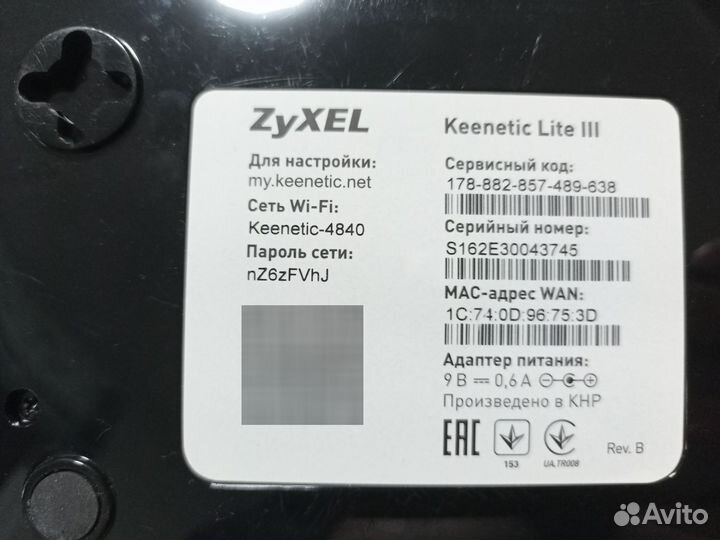 ZyXEL
Keenetic Lite III
Для настройки:
my.keenetic.net
Сеть Wi-Fi:
Keenetic-4840
Пароль сети:
nZ6zFVhJ
Сервисный код:
178-882-857-489-638
Серийный номер:
S162E30043745
MAC-адрес WAN:
1C:74:0D:96:75:3D
Адаптер питания:
9 В 0,6 А
Произведено в КНР
EAC
153
UA.TR008
Rev. B
Avito